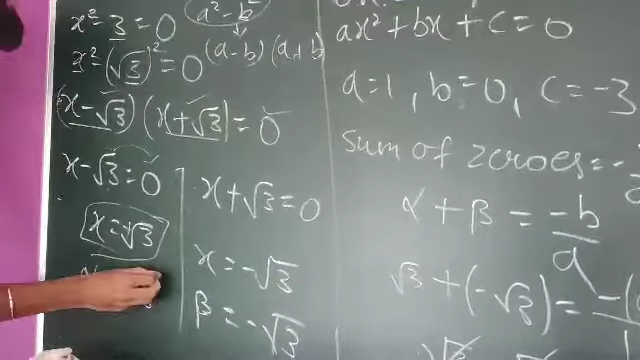 x² - 3 = 0
a² - b²
x² - (√3)² = 0
(a - b) (a + b)
(x - √3) (x + √3) = 0
x - √3 = 0
x = √3
x + √3 = 0
x = -√3
β = -√3
ax² + bx + c = 0
a = 1, b = 0, c = -3
Sum of zeroes = -
α + β = -b/a
√3 + (-√3) =